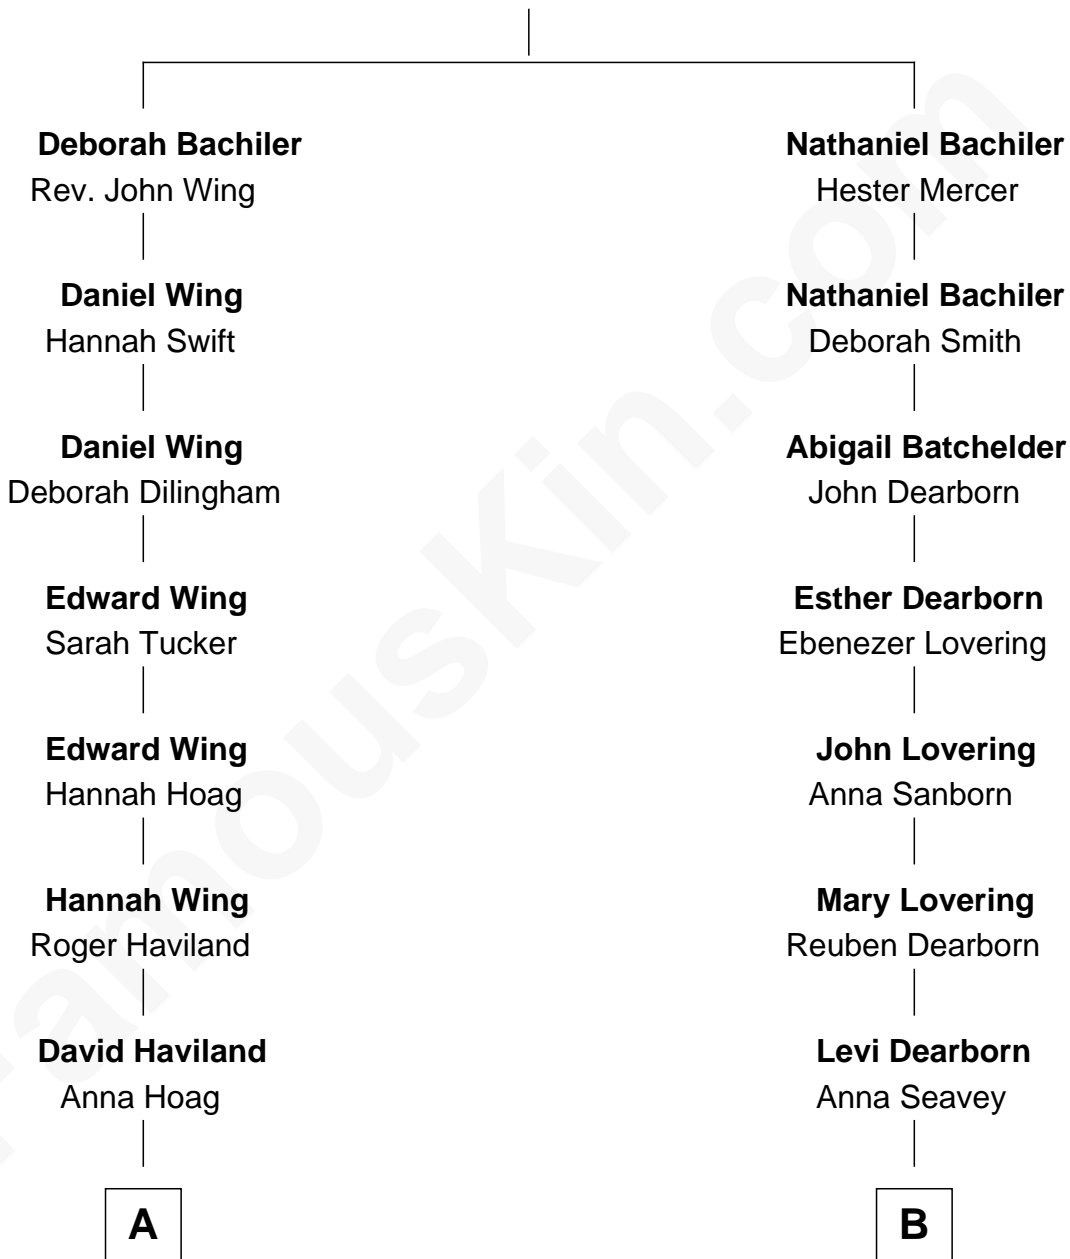 Deborah Bachiler
Rev. John Wing
Daniel Wing
Hannah Swift
Daniel Wing
Deborah Dilingham
Edward Wing
Sarah Tucker
Edward Wing
Hannah Hoag
Hannah Wing
Roger Haviland
David Haviland
Anna Hoag
A
Nathaniel Bachiler
Hester Mercer
Nathaniel Bachiler
Deborah Smith
Abigail Batchelder
John Dearborn
Esther Dearborn
Ebenezer Lovering
John Lovering
Anna Sanborn
Mary Lovering
Reuben Dearborn
Levi Dearborn
Anna Seavey
B
FamousKin.com